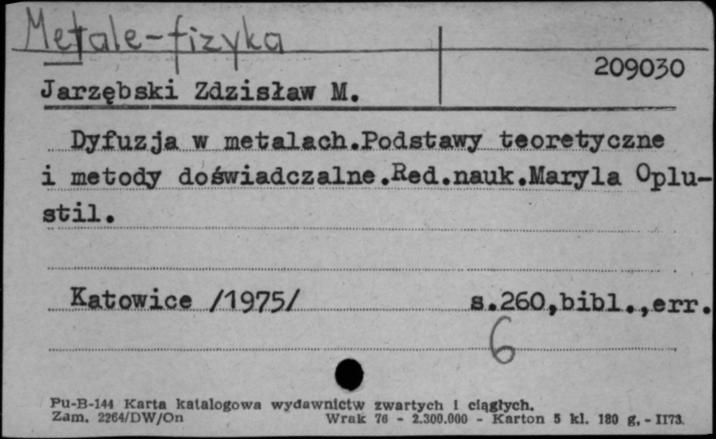 Metale-fizyka
209030
Jarzębski Zdzisław M.
Dyfuzja w metalach.Podstawy teoretyczne
i metody doświadczalne.Red.nauk.Maryla Oplu-
stil.
Katowice /1975/ s.260,bibl.,err.
6
Pu-B-144 Karta katalogowa wydawnictw zwartych i ciągłych.
Zam. 2264/DW/On Wrak 76 - 2.300.000 - Karton 5 kl. 180 g, - II73.